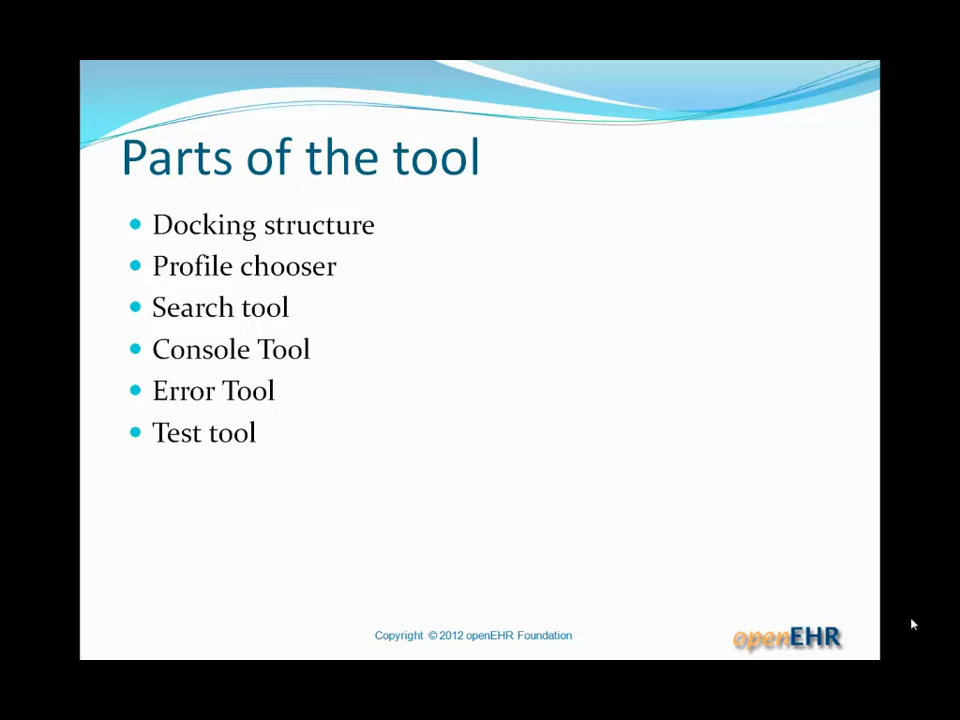 Parts of the tool
Docking structure
Profile chooser
Search tool
Console Tool
Error Tool
Test tool
Copyright © 2012 openEHR Foundation
openEHR